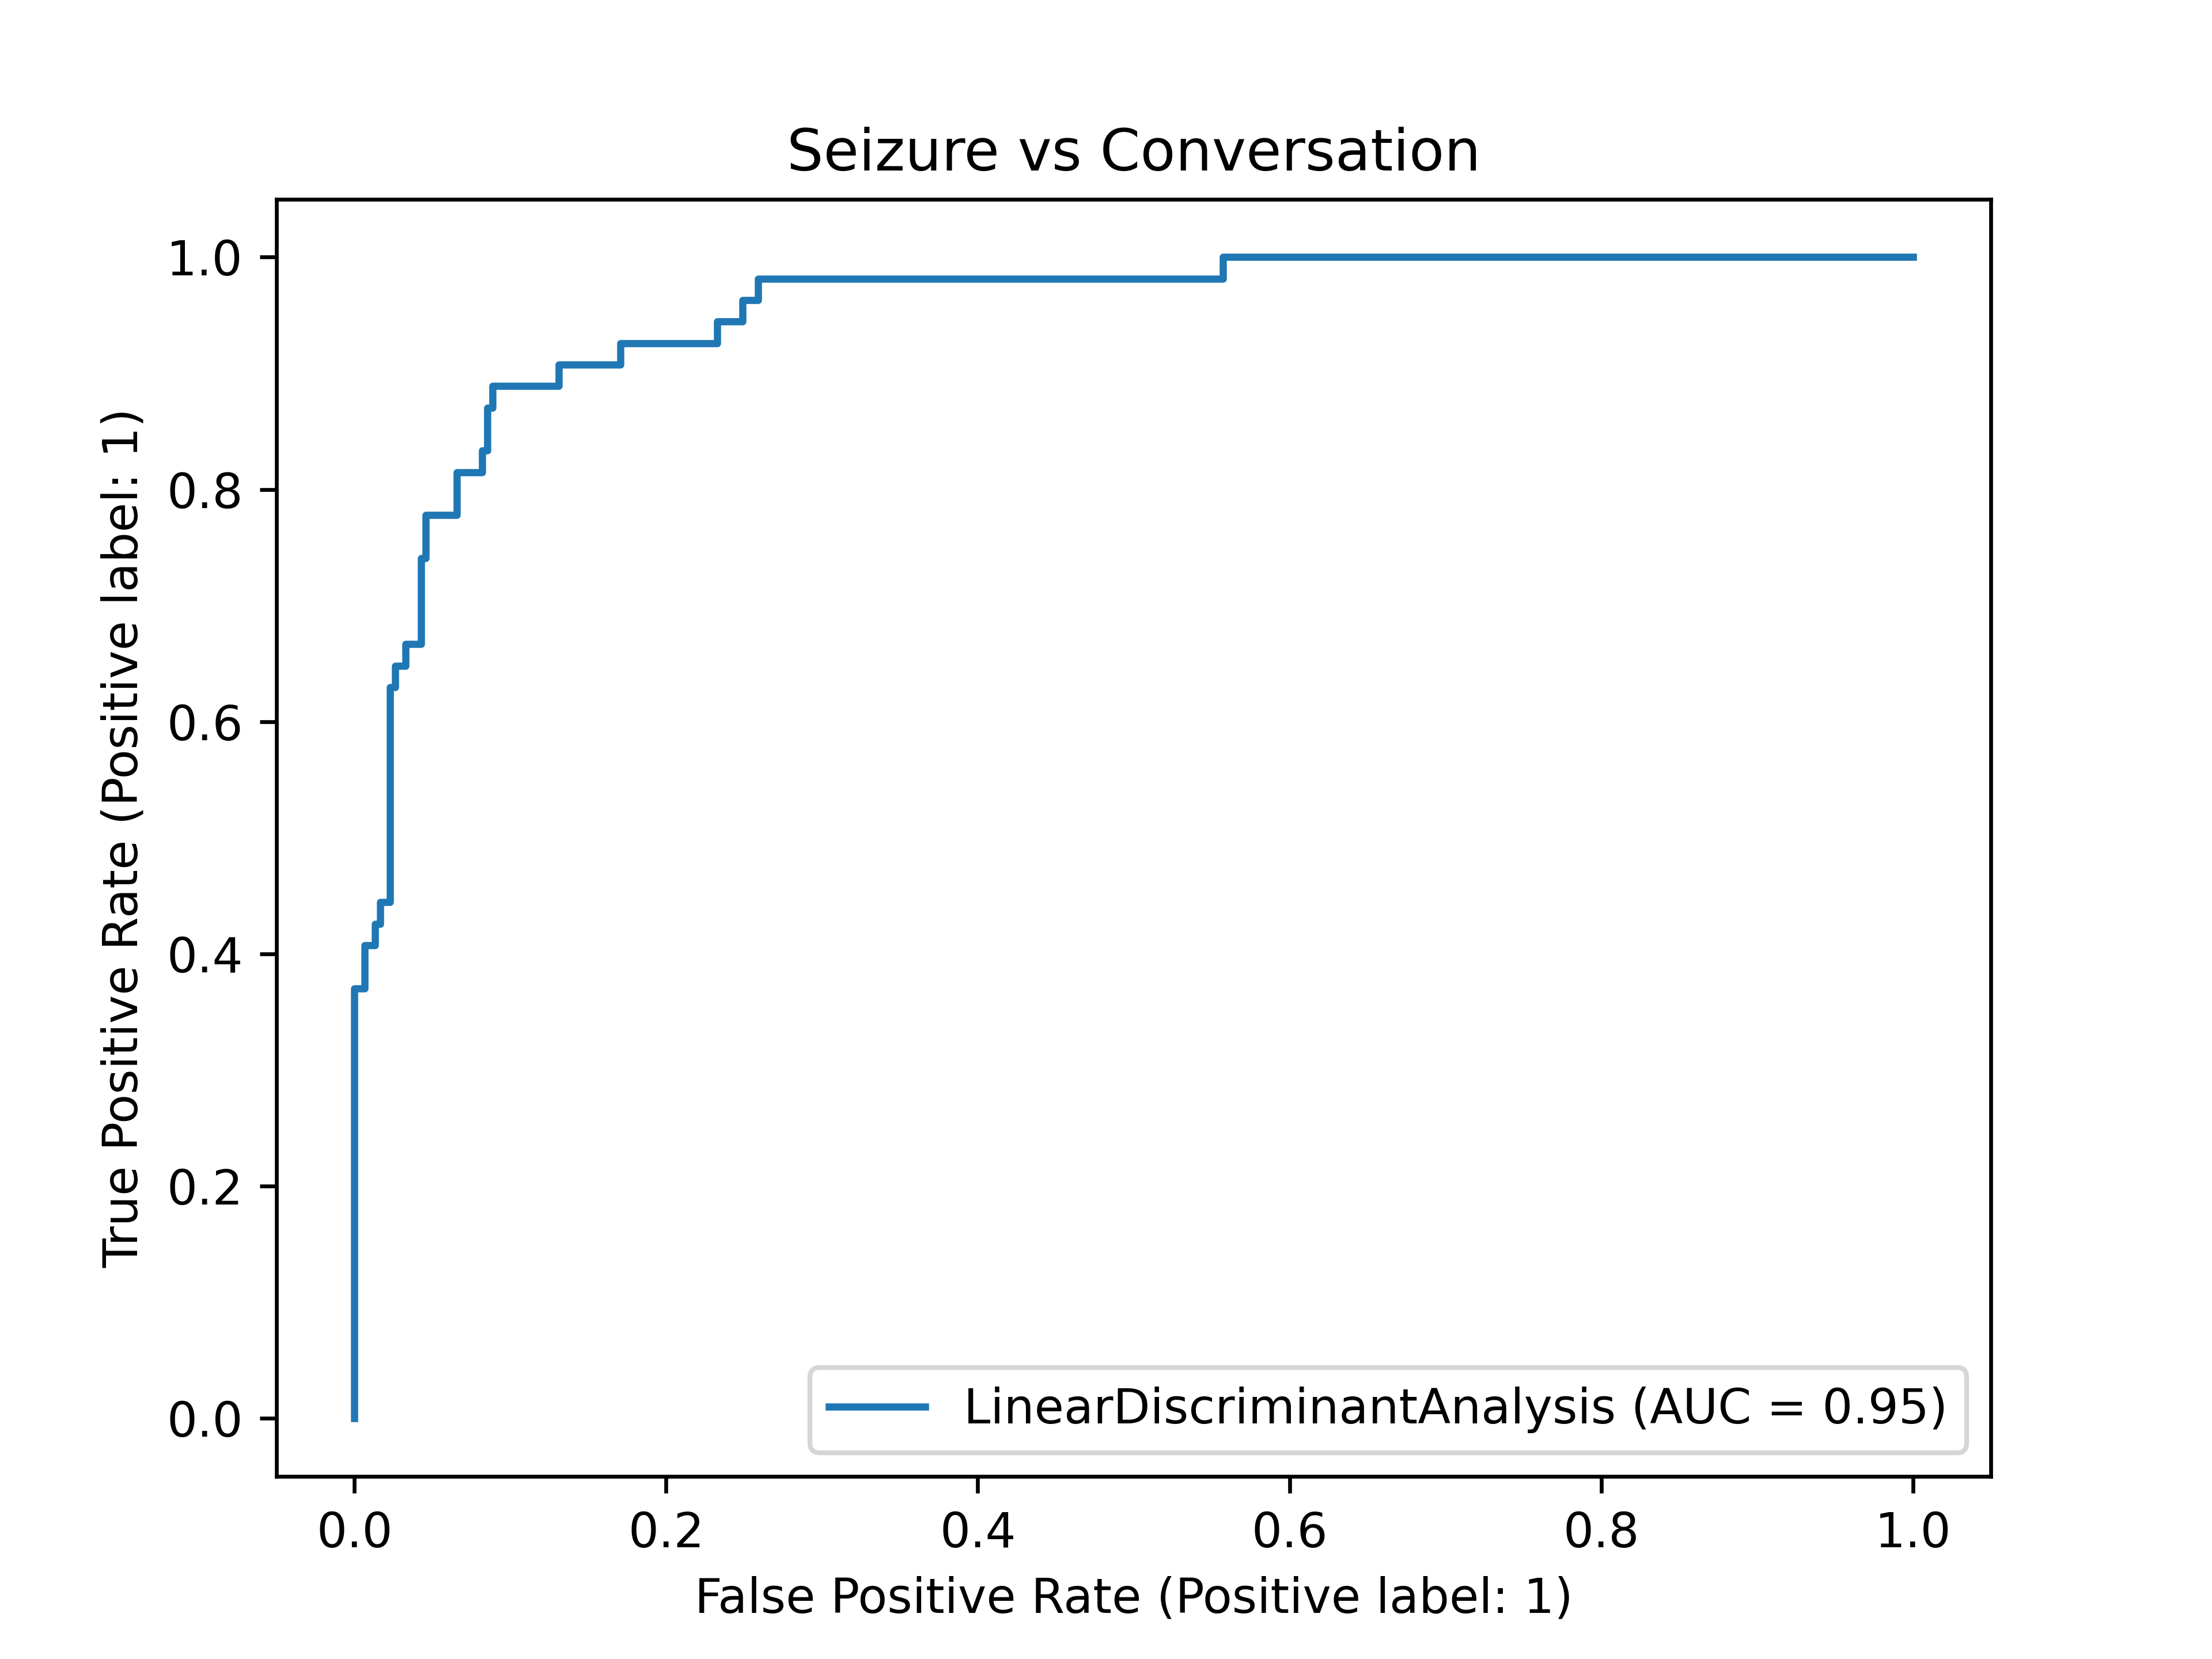 Seizure vs Conversation
True Positive Rate (Positive label: 1)
1.0
0.8
0.6
0.4
0.2
0.0
LinearDiscriminantAnalysis (AUC = 0.95)
0.0 0.2 0.4 0.6 0.8 1.0
False Positive Rate (Positive label: 1)